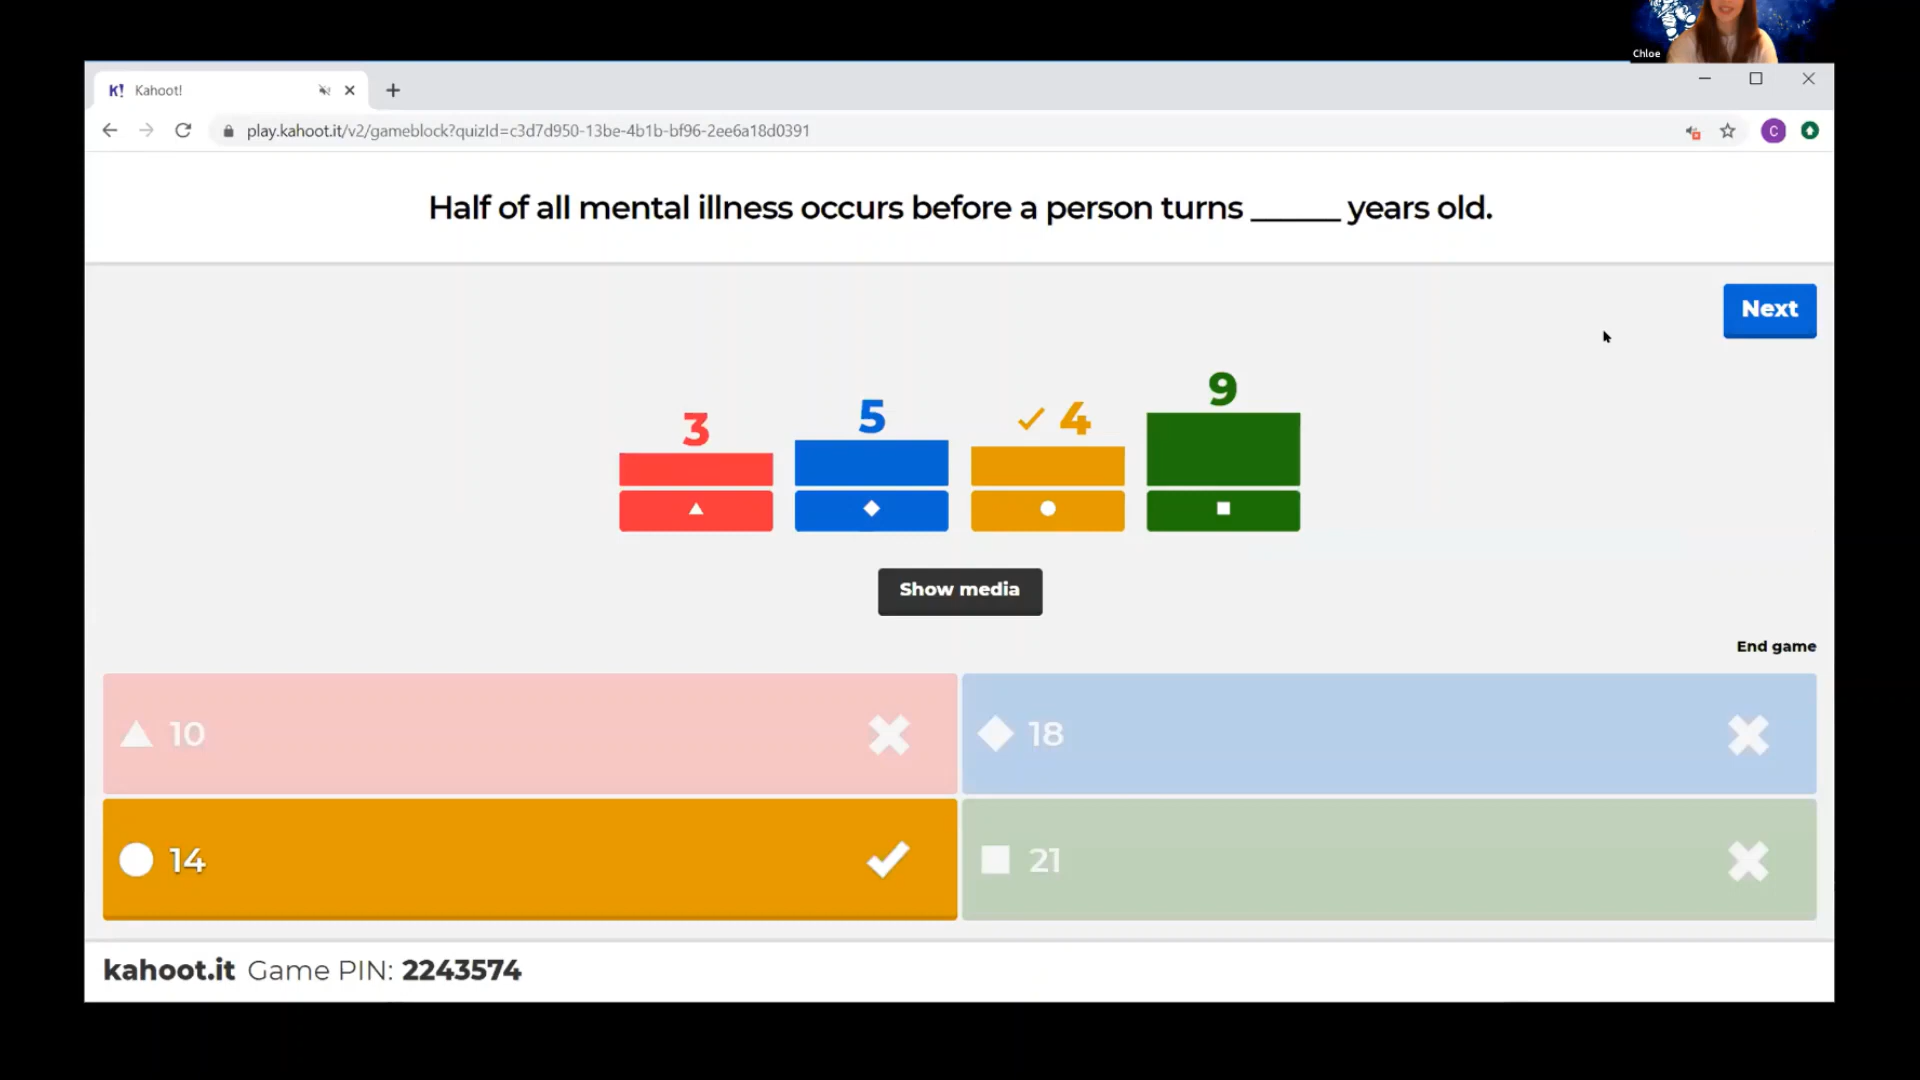 Chloe
K! Kahoot!
play.kahoot.it/v2/gameblock?quizId=c3d7d950-13be-4b1b-bf96-2ee6a18d0391
C
Half of all mental illness occurs before a person turns ______ years old.
Next
3 5 4 9
Show media
End game
10 18
14 21
kahoot.it Game PIN: 2243574